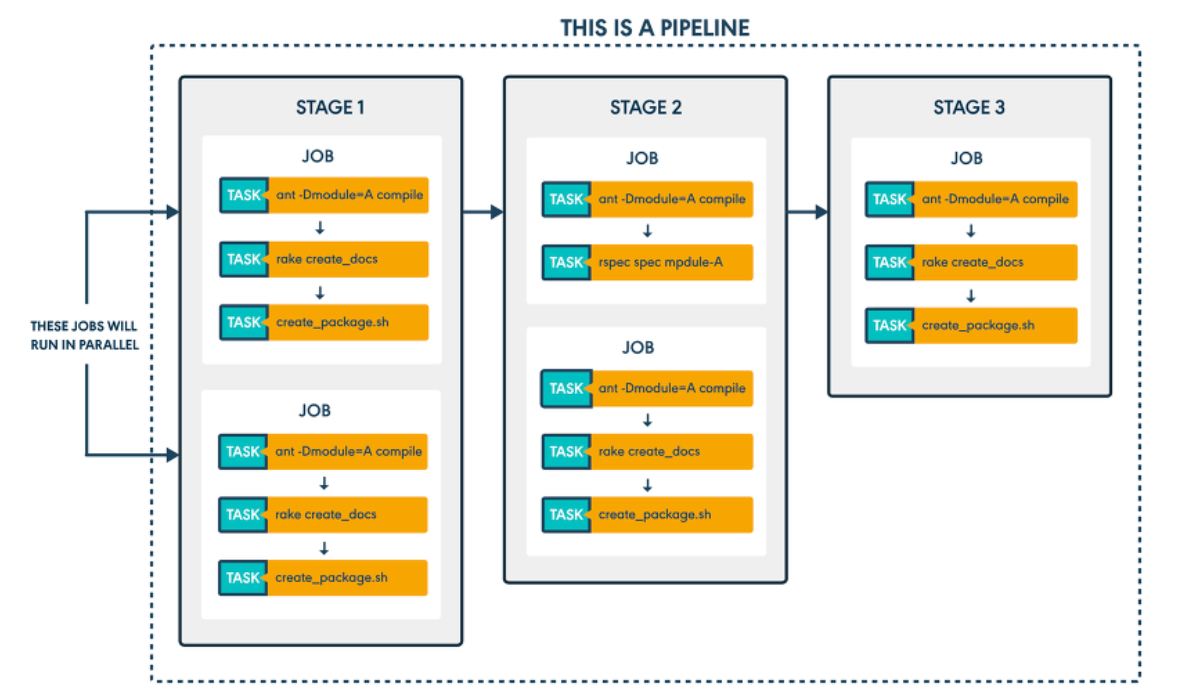 THIS IS A PIPELINE
THESE JOBS WILL
RUN IN PARALLEL
STAGE 1
JOB
TASK ant -Dmodule=A compile
TASK rake create_docs
TASK create_package.sh
JOB
TASK ant -Dmodule=A compile
TASK rake create_docs
TASK create_package.sh
STAGE 2
JOB
TASK ant -Dmodule=A compile
TASK rspec spec mpdule-A
JOB
TASK ant -Dmodule=A compile
TASK rake create_docs
TASK create_package.sh
STAGE 3
JOB
TASK ant -Dmodule=A compile
TASK rake create_docs
TASK create_package.sh